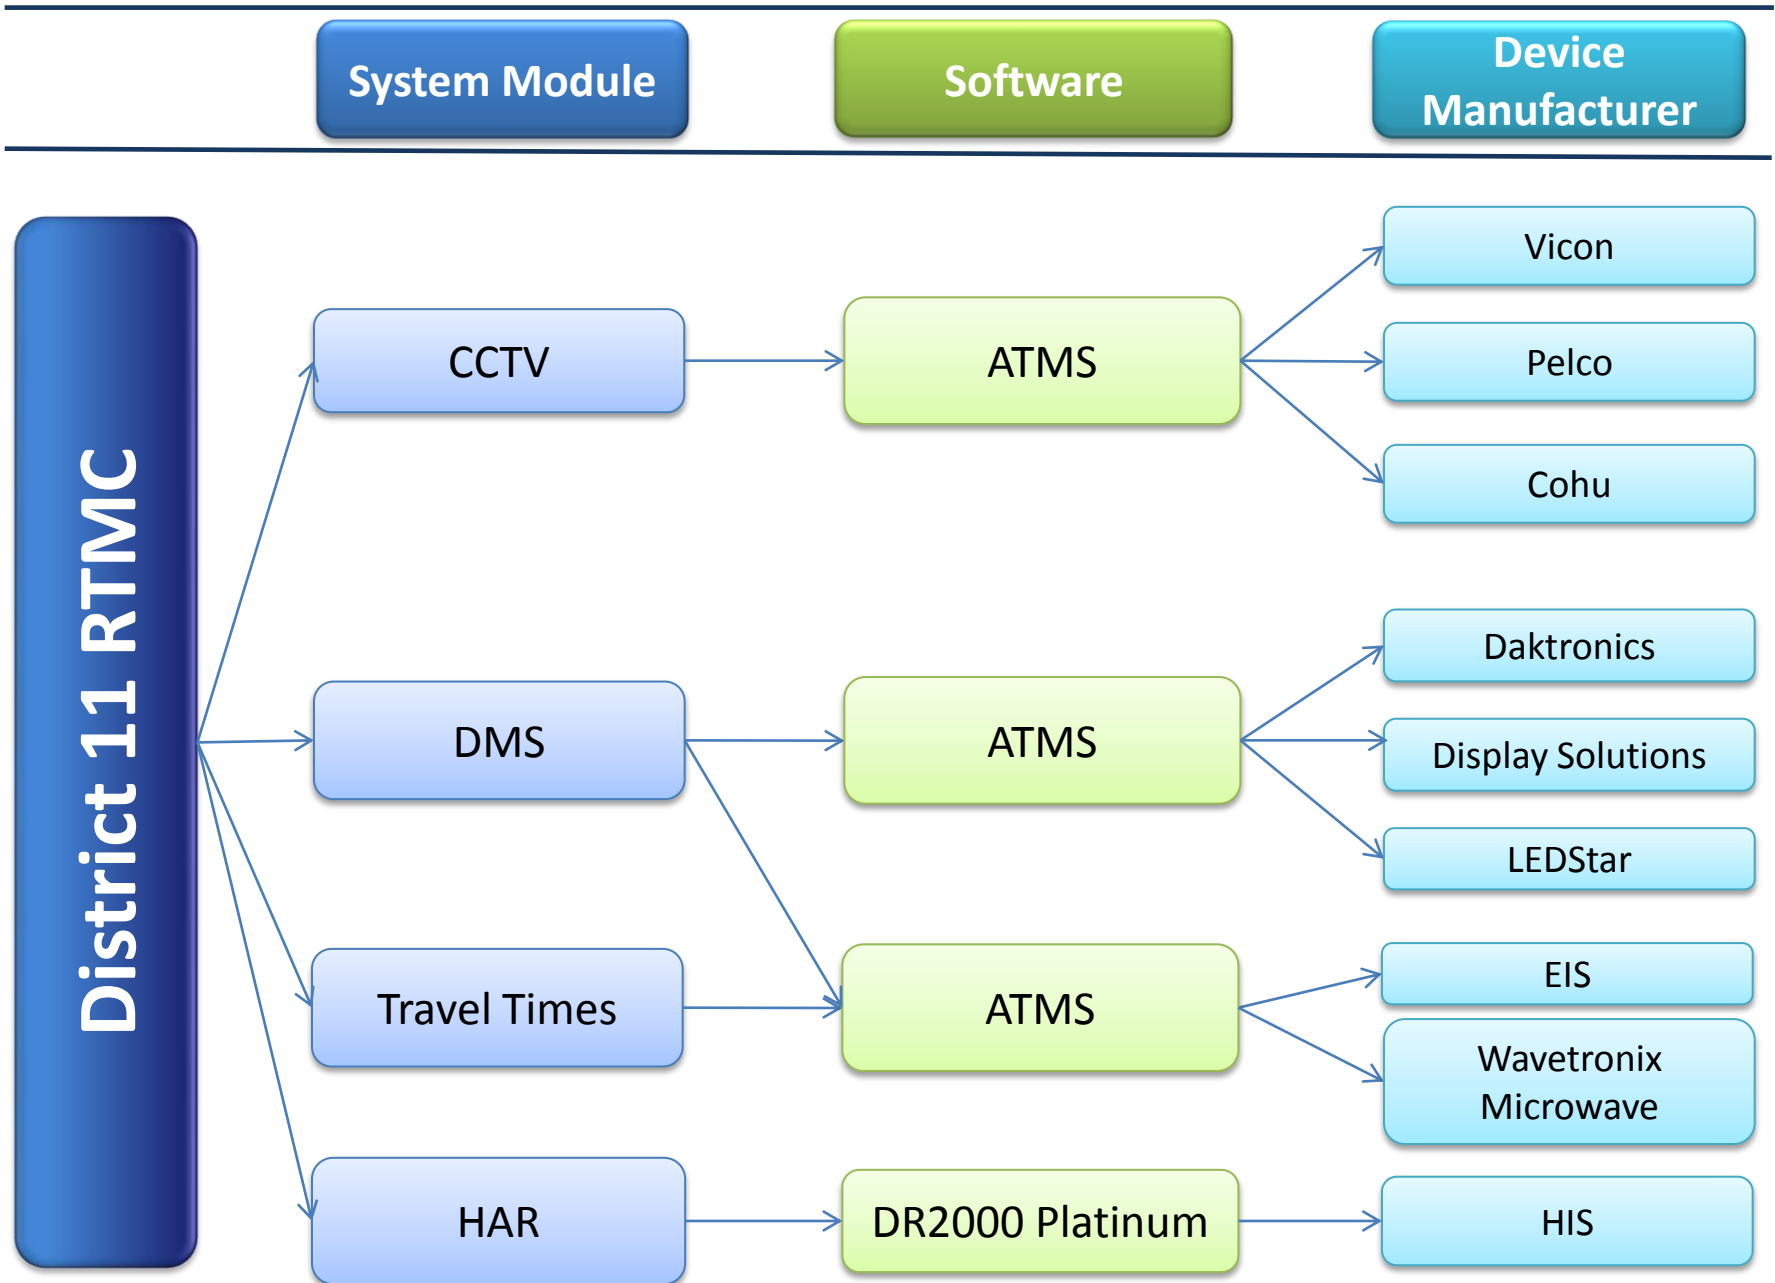 System Module
Software
Device
Manufacturer
District 11 RTMC
CCTV
ATMS
Vicon
Pelco
Cohu
DMS
ATMS
Daktronics
Display Solutions
LEDStar
Travel Times
ATMS
EIS
Wavetronix
Microwave
HAR
DR2000 Platinum
HIS